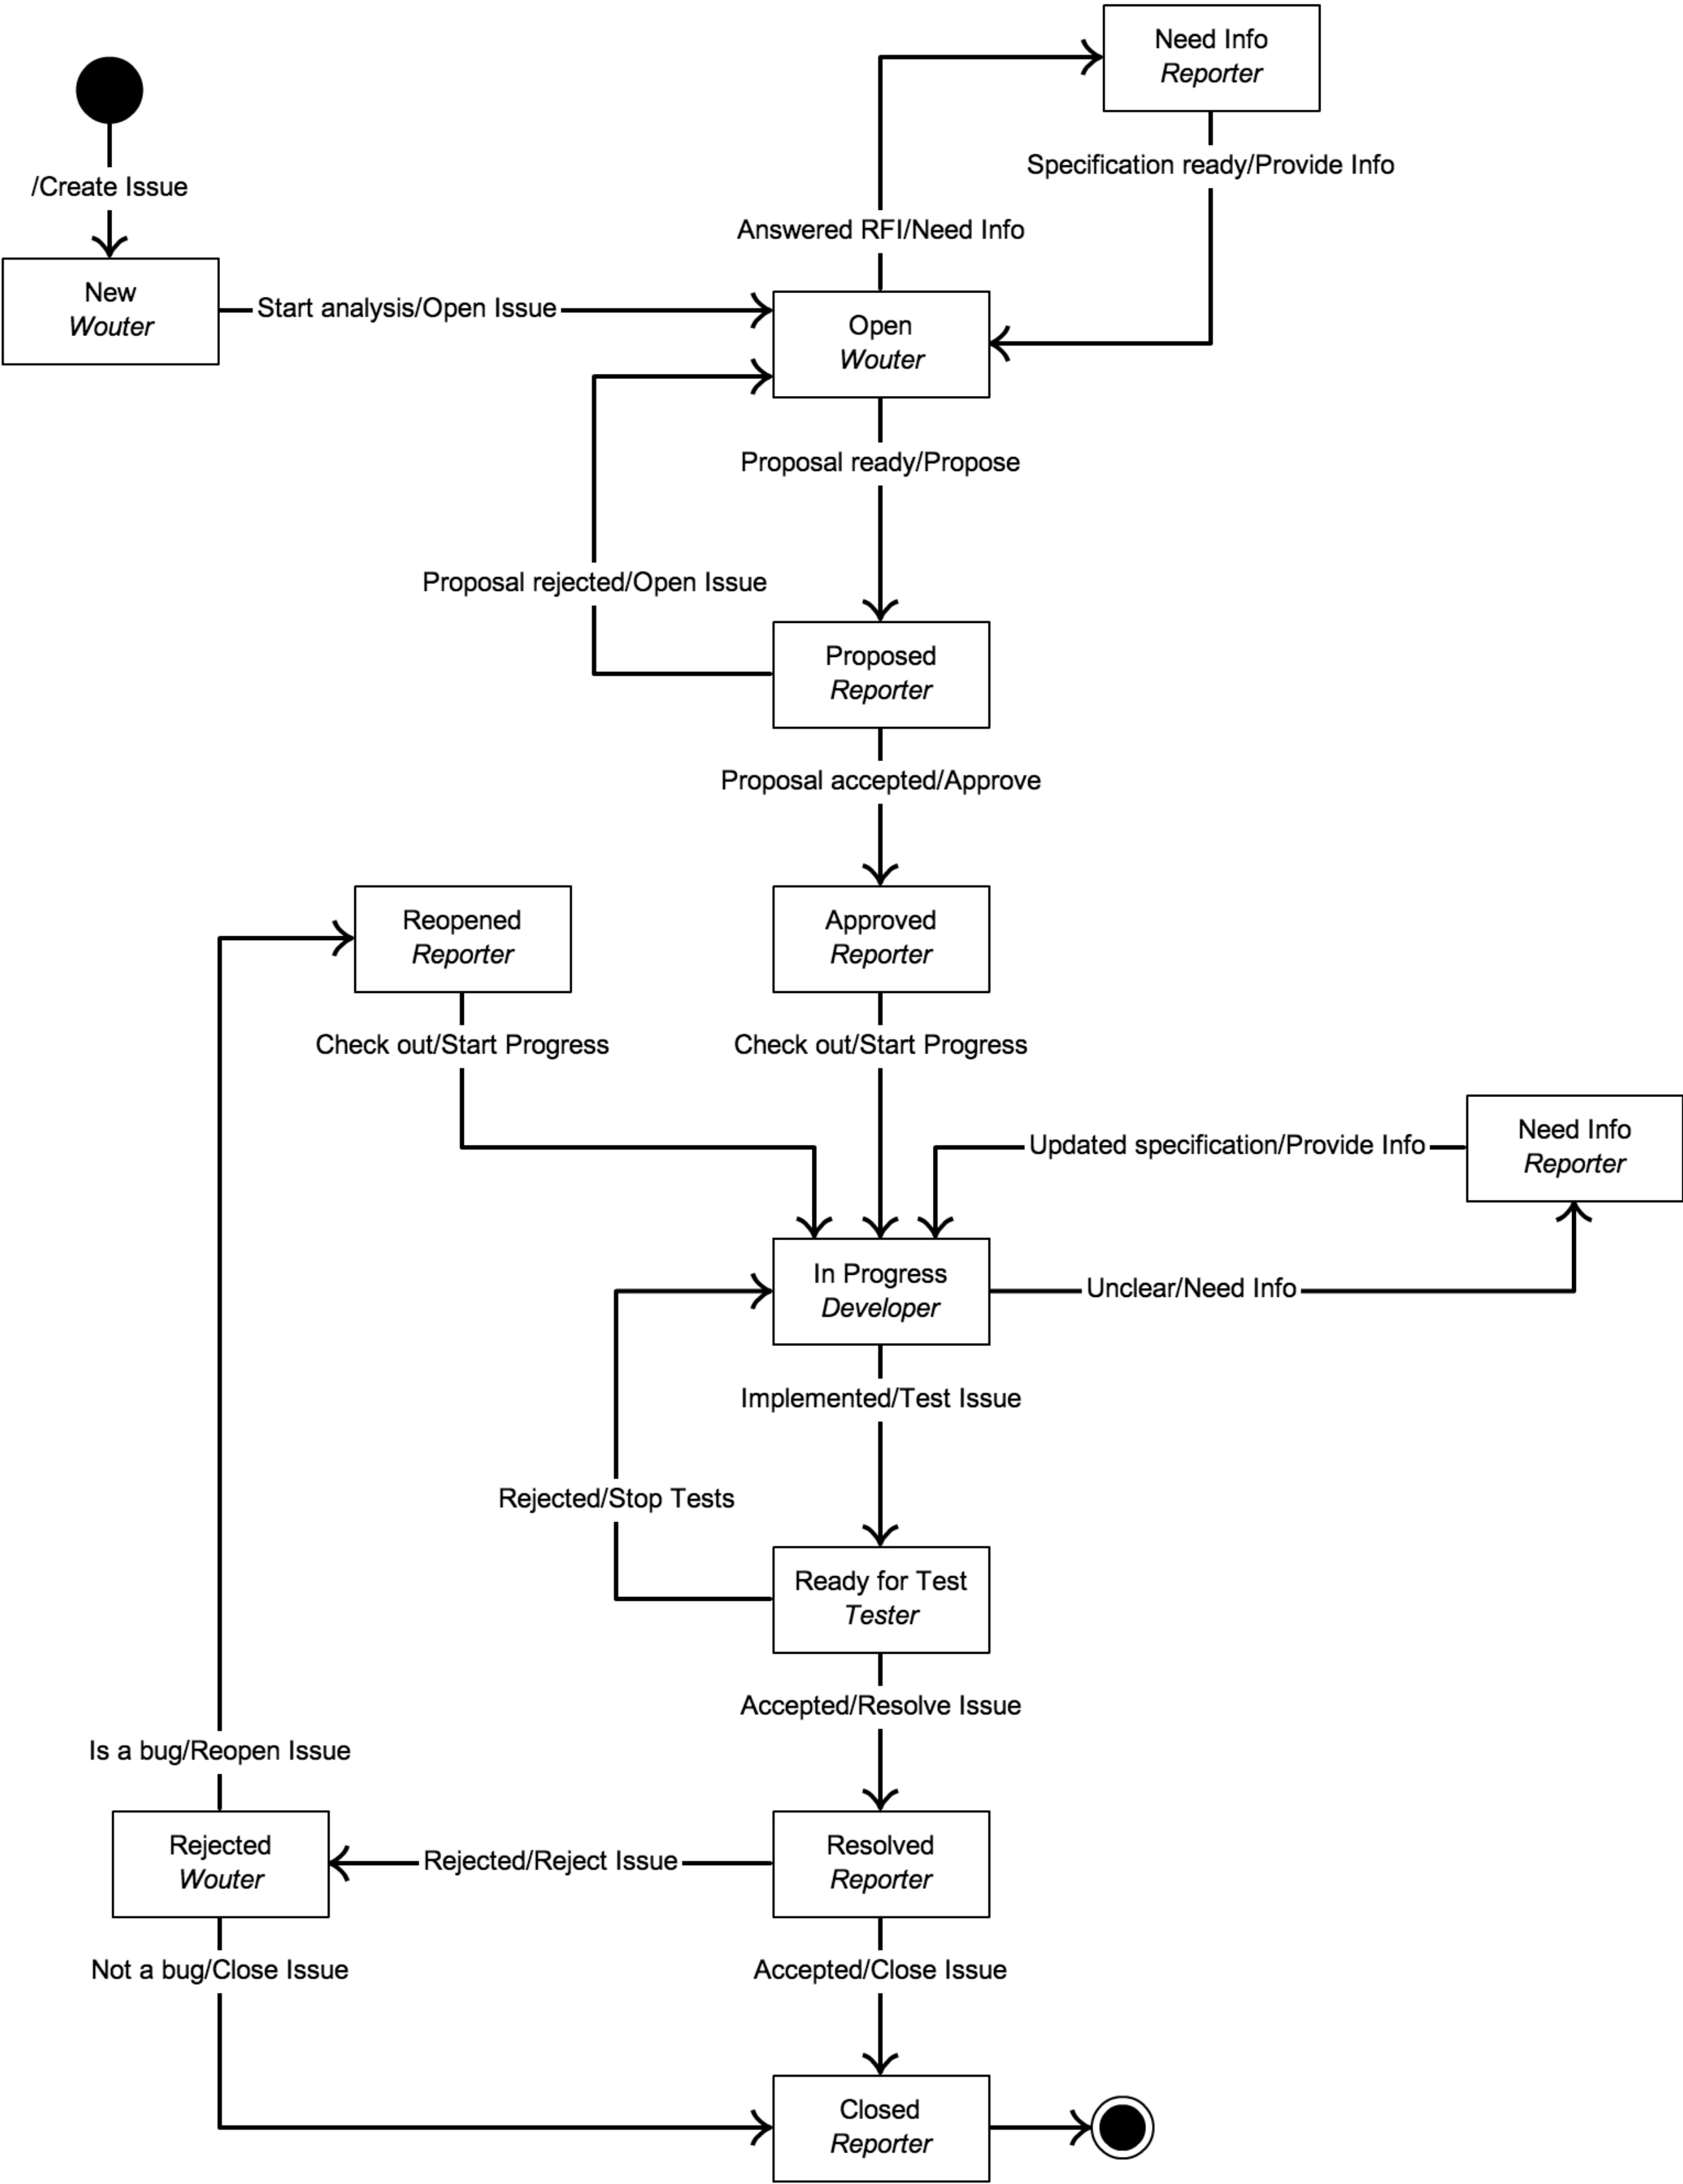 Need Info
Reporter
Specification ready/Provide Info
/Create Issue
Answered RFI/Need Info
New
Wouter
Start analysis/Open Issue
Open
Wouter
Proposal ready/Propose
Proposal rejected/Open Issue
Proposed
Reporter
Proposal accepted/Approve
Reopened
Reporter
Approved
Reporter
Check out/Start Progress
Check out/Start Progress
Updated specification/Provide Info
Need Info
Reporter
In Progress
Developer
Unclear/Need Info
Implemented/Test Issue
Rejected/Stop Tests
Ready for Test
Tester
Accepted/Resolve Issue
Is a bug/Reopen Issue
Rejected
Wouter
Rejected/Reject Issue
Resolved
Reporter
Not a bug/Close Issue
Accepted/Close Issue
Closed
Reporter